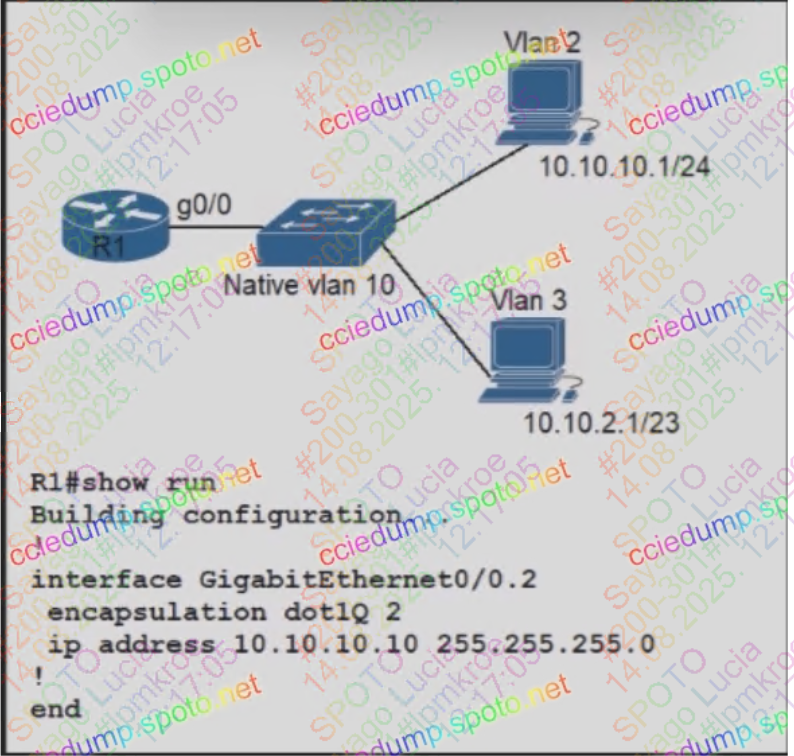 Vlan 2
10.10.10.1/24
g0/0
R1
Native vlan 10
Vlan 3
10.10.2.1/23
R1#show run
Building configuration...
!
interface GigabitEthernet0/0.2
encapsulation dot1Q 2
ip address 10.10.10.10 255.255.255.0
!
end
cciedump.spoto.net
SPOTO Lucia
Sayago #lpmkroe
#200-301
14.08.2025. 12:17:05